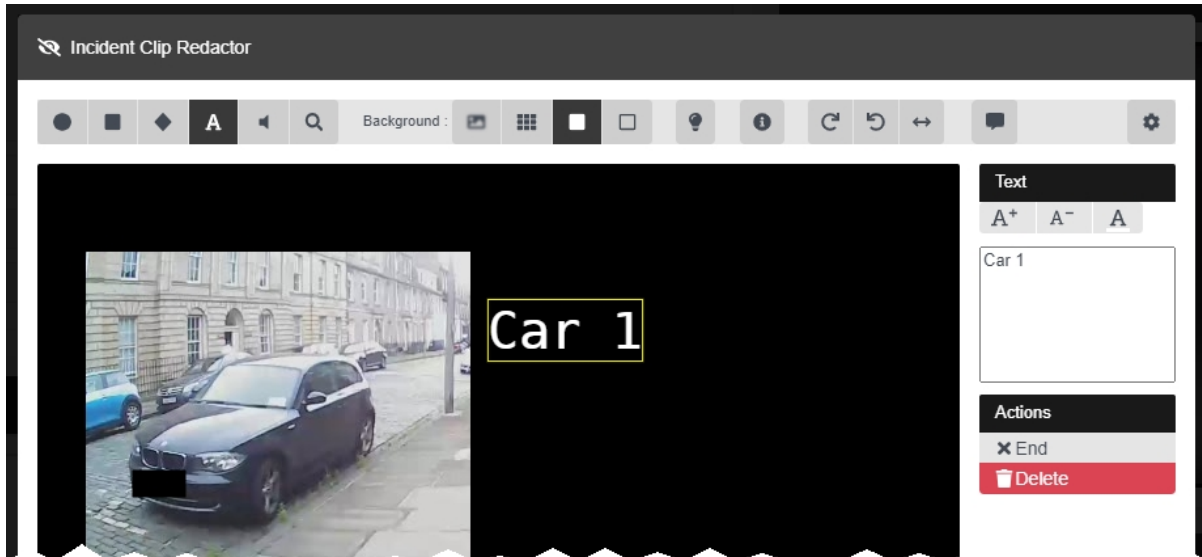 Incident Clip Redactor
A
Background :
Text
A+ A- A
Car 1
Car 1
Actions
End
Delete